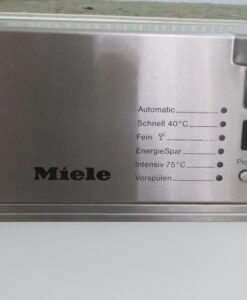 Automatic
Schnell 40°C
Fein
EnergieSpar
Miele
Intensiv 75°C
Vorspülen